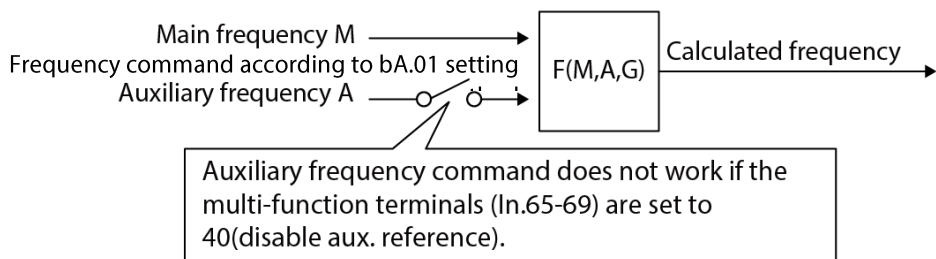 Main frequency M
Frequency command according to bA.01 setting
Auxiliary frequency A
F(M,A,G)
Calculated frequency
Auxiliary frequency command does not work if the
multi-function terminals (In.65-69) are set to
40(disable aux. reference).